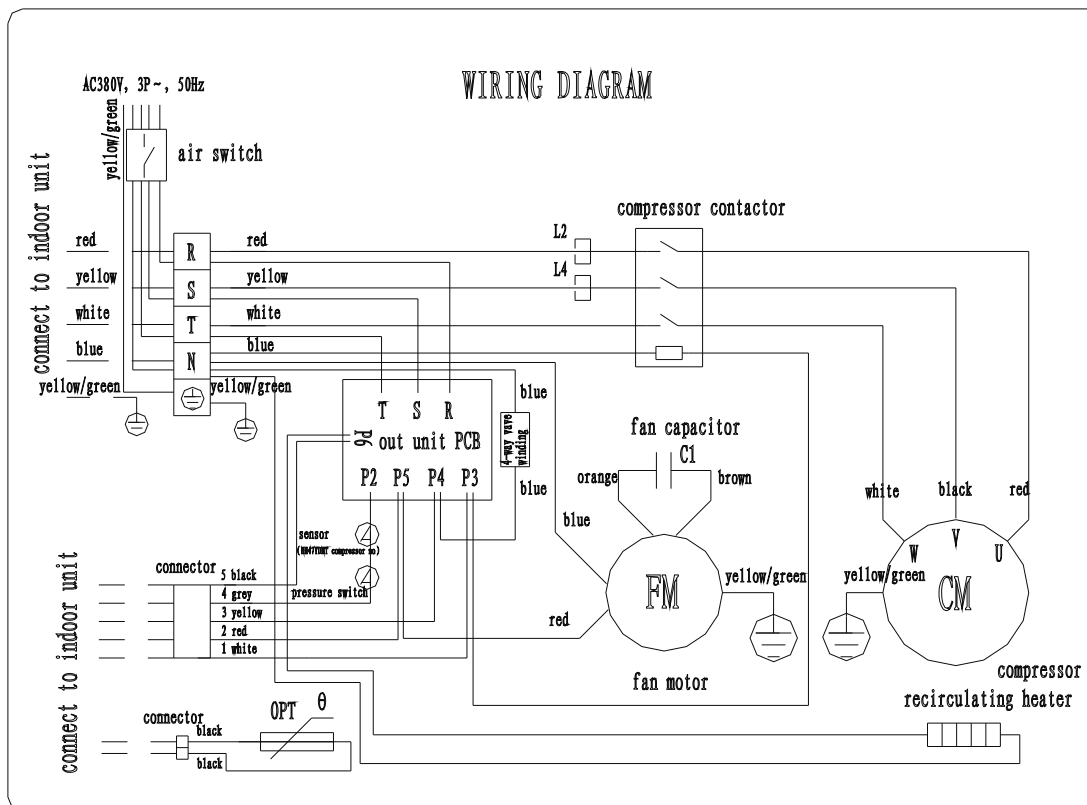 WIRING DIAGRAM
AC380V, 3P～, 50Hz
yellow/green
air switch
connect to indoor unit
red
yellow
white
blue
yellow/green
R
S
T
N
red
yellow
white
blue
yellow/green
L2
L4
compressor contactor
T S R
P6
out unit PCB
P2 P5 P4 P3
blue
4-way vave
winding
blue
fan capacitor
C1
orange
brown
blue
red
FM
yellow/green
fan motor
white
black
red
W
V
U
yellow/green
CM
compressor
recirculating heater
sensor
compressor no)
pressure switch
connect to indoor unit
connector
5 black
4 grey
3 yellow
2 red
1 white
connector
black
black
OPT
θ